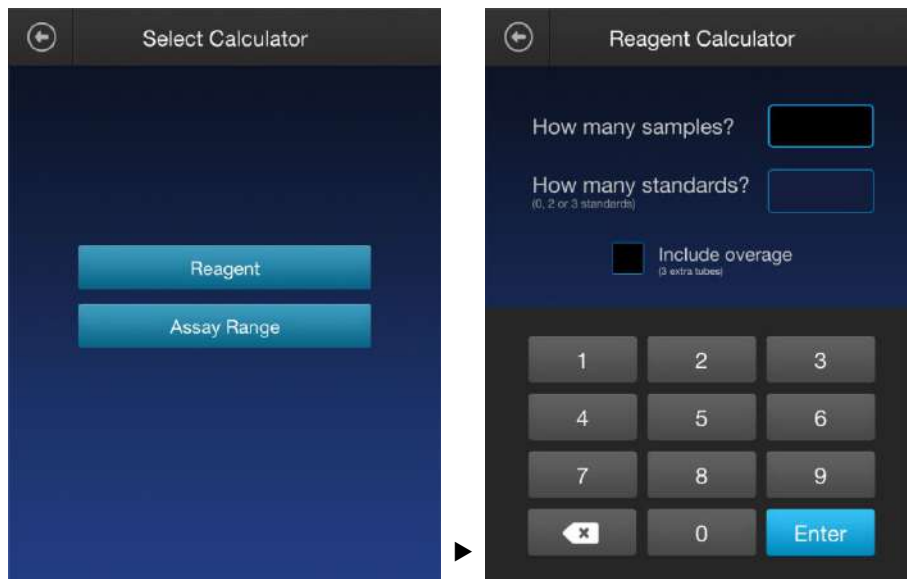 Select Calculator
Reagent
Assay Range
Reagent Calculator
How many samples?
How many standards?
(0, 2 or 3 standards)
Include overage
(3 extra tubes)
1 2 3
4 5 6
7 8 9
0 Enter